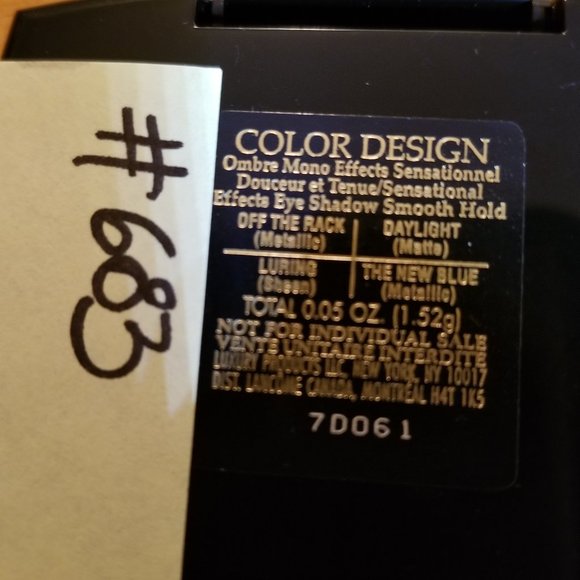 #683
COLOR DESIGN
Ombre Mono Effects Sensationnel
Douceur et Tenue/Sensational
Effects Eye Shadow Smooth Hold
OFF THE RACK DAYLIGHT
(Metallic) (Matte)
LURING THE NEW BLUE
(Sheen) (Metallic)
TOTAL 0.05 OZ. (1.52g)
NOT FOR INDIVIDUAL SALE
VENTE UNITAIRE INTERDITE
LUXURY PRODUCTS LLC, NEW YORK, NY 10017
DIST. LANCOME CANADA, MONTREAL H4T 1K5
7D061